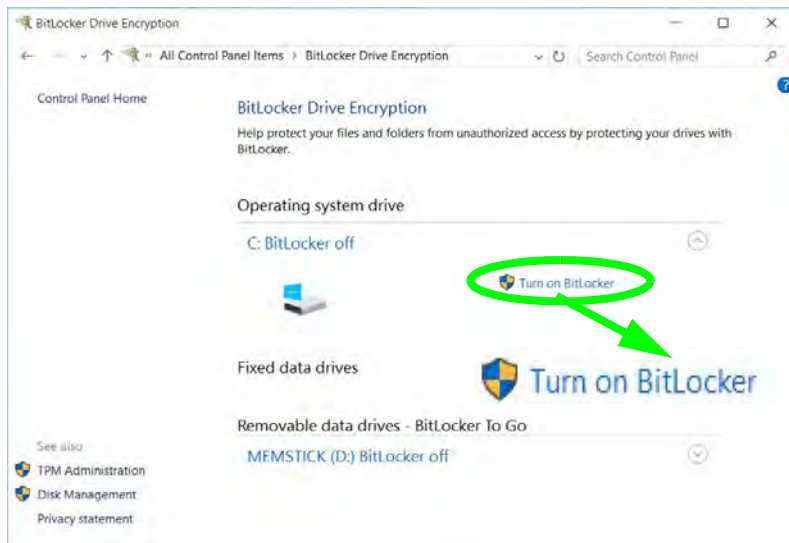 BitLocker Drive Encryption
« All Control Panel Items > BitLocker Drive Encryption
Search Control Panel
?
Control Panel Home
BitLocker Drive Encryption
Help protect your files and folders from unauthorized access by protecting your drives with
BitLocker.
Operating system drive
C: BitLocker off
Turn on BitLocker
Fixed data drives
Turn on BitLocker
Removable data drives - BitLocker To Go
MEMSTICK (D:) BitLocker off
See also
TPM Administration
Disk Management
Privacy statement